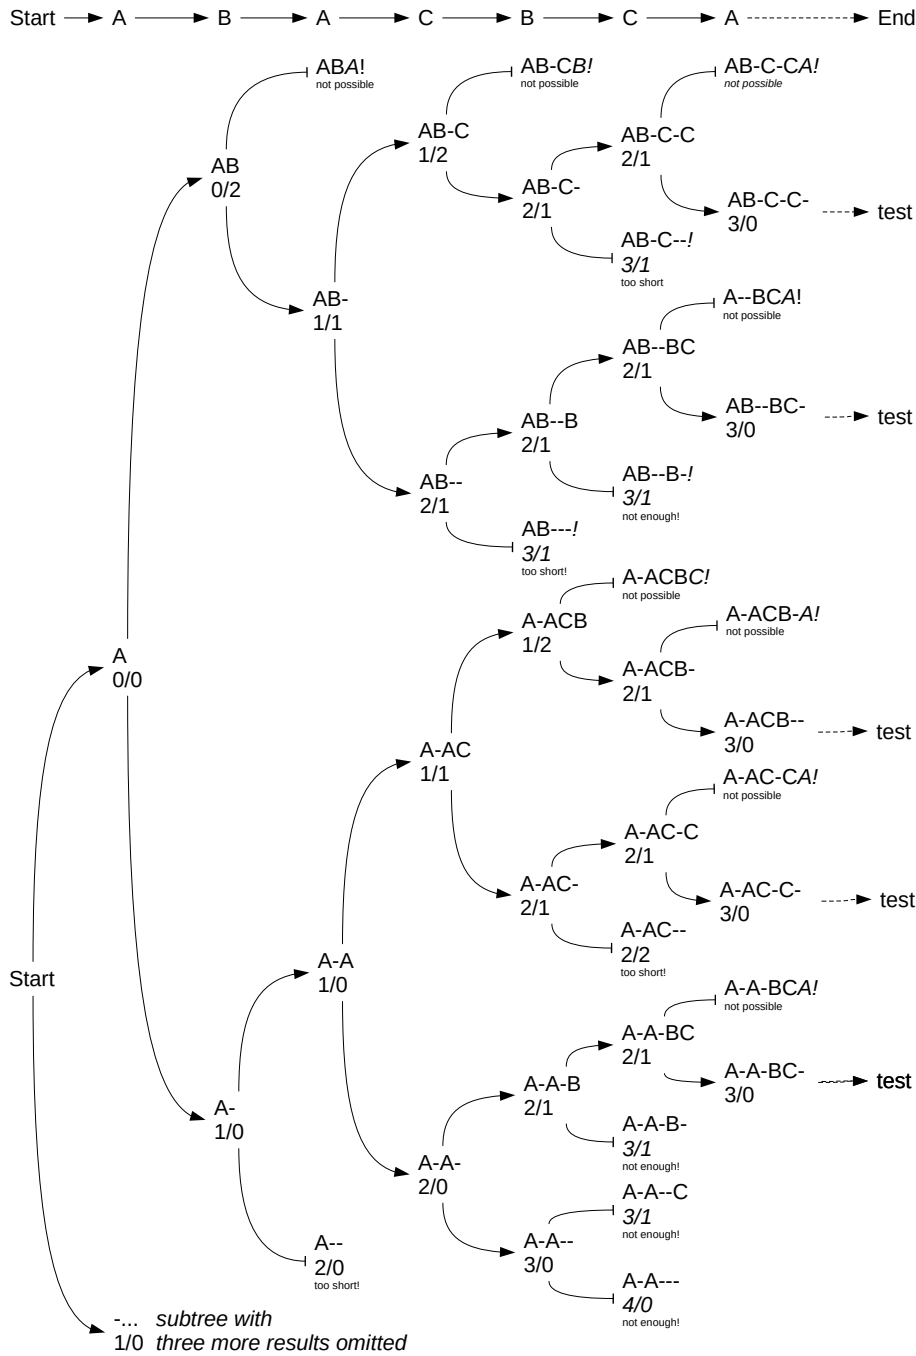 Start A B A C B C A End
ABA!
not possible
AB-CB!
not possible
AB-C-CA!
not possible
AB-C
1/2
AB-C-C
2/1
AB
0/2
AB-C-
2/1
AB-C-C-
3/0
test
AB-C--!
3/1
too short
AB-
1/1
A--BCA!
not possible
AB--BC
2/1
AB--B
2/1
AB--BC-
3/0
test
AB--
2/1
AB--B-!
3/1
not enough!
AB---!
3/1
too short!
A-ACBC!
not possible
A-ACB
1/2
A-ACB-A!
not possible
A
0/0
A-ACB-
2/1
A-ACB--
3/0
test
A-AC
1/1
A-AC-CA!
not possible
A-AC-C
2/1
A-AC-
2/1
A-AC-C-
3/0
test
A-AC--
2/2
too short!
A-A
1/0
Start
A-A-BCA!
not possible
A-A-BC
2/1
A-A-B
2/1
A-A-BC-
3/0
test
A-
1/0
A-A-B-
3/1
not enough!
A-A-
2/0
A-A--C
3/1
not enough!
A--
2/0
too short!
A-A--
3/0
A-A---
4/0
not enough!
-... subtree with
1/0 three more results omitted